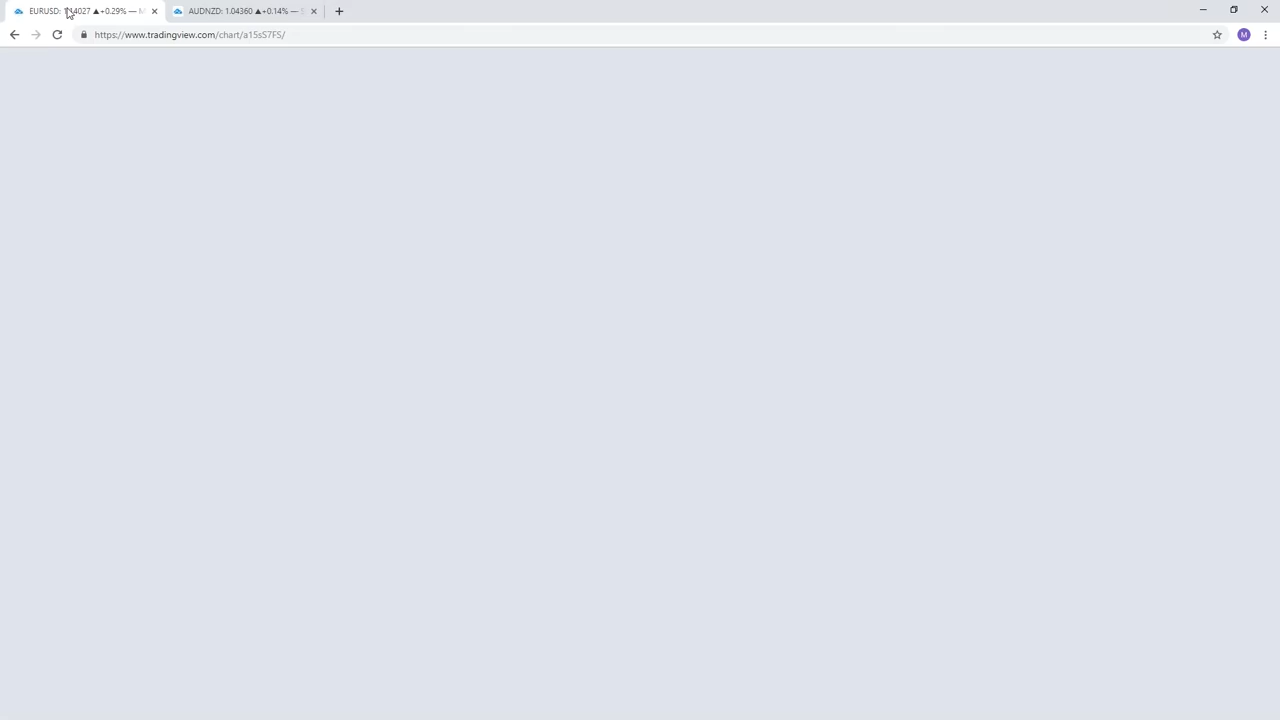 EURUSD: 1.14027 ▲+0.29% — M
AUDNZD: 1.04360 ▲+0.14% — S
https://www.tradingview.com/chart/a15sS7FS/
M